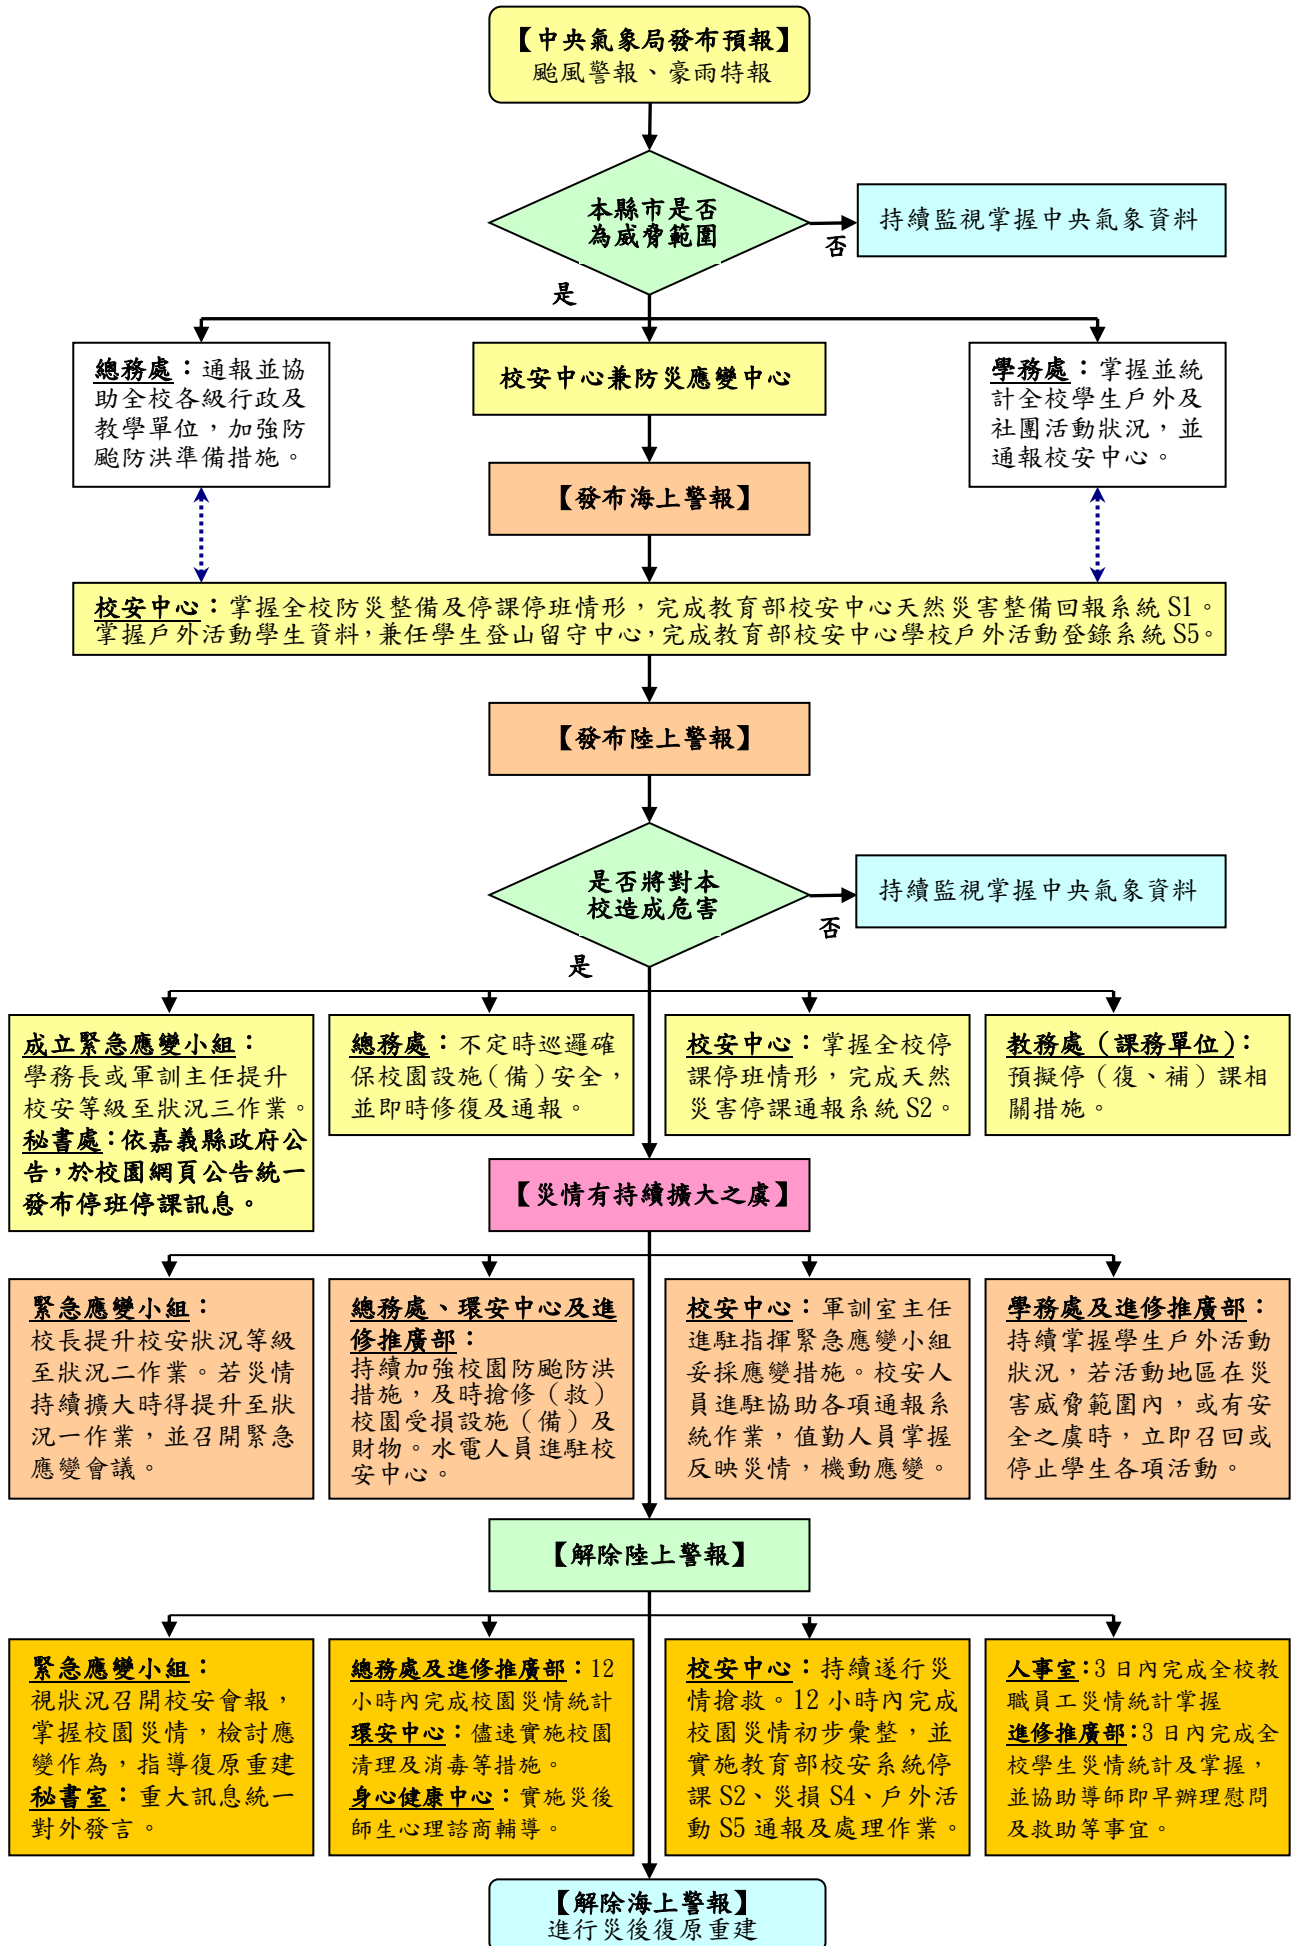 【中央氣象局發布預報】
颱風警報、豪雨特報
本縣市是否
為威脅範圍
否
持續監視掌握中央氣象資料
是
總務處：通報並協
助全校各級行政及
教學單位，加強防
颱防洪準備措施。
校安中心兼防災應變中心
學務處：掌握並統
計全校學生戶外及
社團活動狀況，並
通報校安中心。
【發布海上警報】
校安中心：掌握全校防災整備及停課停班情形，完成教育部校安中心天然災害整備回報系統 S1。
掌握戶外活動學生資料，兼任學生登山留守中心，完成教育部校安中心學校戶外活動登錄系統 S5。
【發布陸上警報】
是否將對本
校造成危害
否
持續監視掌握中央氣象資料
是
成立緊急應變小組：
學務長或軍訓主任提升
校安等級至狀況三作業。
秘書處：依嘉義縣政府公
告，於校園網頁公告統一
發布停班停課訊息。
總務處：不定時巡邏確
保校園設施（備）安全，
並即時修復及通報。
校安中心：掌握全校停
課停班情形，完成天然
災害停課通報系統 S2。
教務處（課務單位）：
預擬停（復、補）課相
關措施。
【災情有持續擴大之虞】
緊急應變小組：
校長提升校安狀況等級
至狀況二作業。若災情
持續擴大時得提升至狀
況一作業，並召開緊急
應變會議。
總務處、環安中心及進
修推廣部：
持續加強校園防颱防洪
措施，及時搶修（救）
校園受損設施（備）及
財物。水電人員進駐校
安中心。
校安中心：軍訓室主任
進駐指揮緊急應變小組
妥採應變措施。校安人
員進駐協助各項通報系
統作業，值勤人員掌握
反映災情，機動應變。
學務處及進修推廣部：
持續掌握學生戶外活動
狀況，若活動地區在災
害威脅範圍內，或有安
全之虞時，立即召回或
停止學生各項活動。
【解除陸上警報】
緊急應變小組：
視狀況召開校安會報，
掌握校園災情，檢討應
變作為，指導復原重建
秘書室：重大訊息統一
對外發言。
總務處及進修推廣部：12
小時內完成校園災情統計
環安中心：儘速實施校園
清理及消毒等措施。
身心健康中心：實施災後
師生心理諮商輔導。
校安中心：持續遂行災
情搶救。12 小時內完成
校園災情初步彙整，並
實施教育部校安系統停
課 S2、災損 S4、戶外活
動 S5 通報及處理作業。
人事室：3 日內完成全校教
職員工災情統計掌握
進修推廣部：3 日內完成全
校學生災情統計及掌握，
並協助導師即早辦理慰問
及救助等事宜。
【解除海上警報】
進行災後復原重建